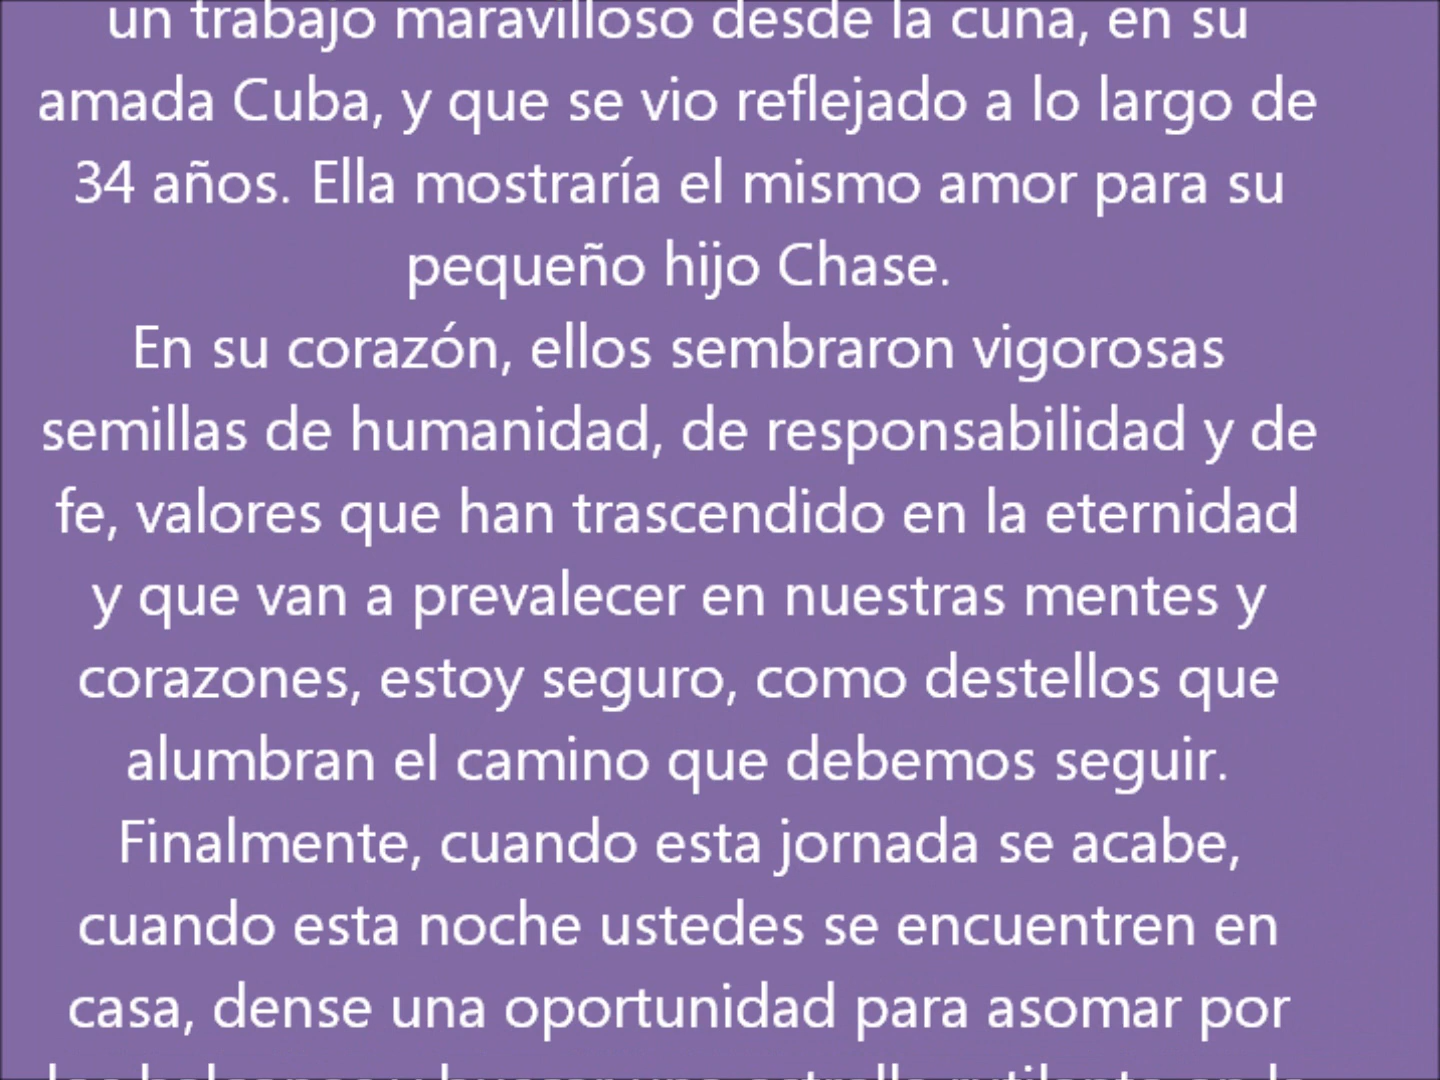 un trabajo maravilloso desde la cuna, en su
amada Cuba, y que se vio reflejado a lo largo de
34 años. Ella mostraría el mismo amor para su
pequeño hijo Chase.
En su corazón, ellos sembraron vigorosas
semillas de humanidad, de responsabilidad y de
fe, valores que han trascendido en la eternidad
y que van a prevalecer en nuestras mentes y
corazones, estoy seguro, como destellos que
alumbran el camino que debemos seguir.
Finalmente, cuando esta jornada se acabe,
cuando esta noche ustedes se encuentren en
casa, dense una oportunidad para asomar por